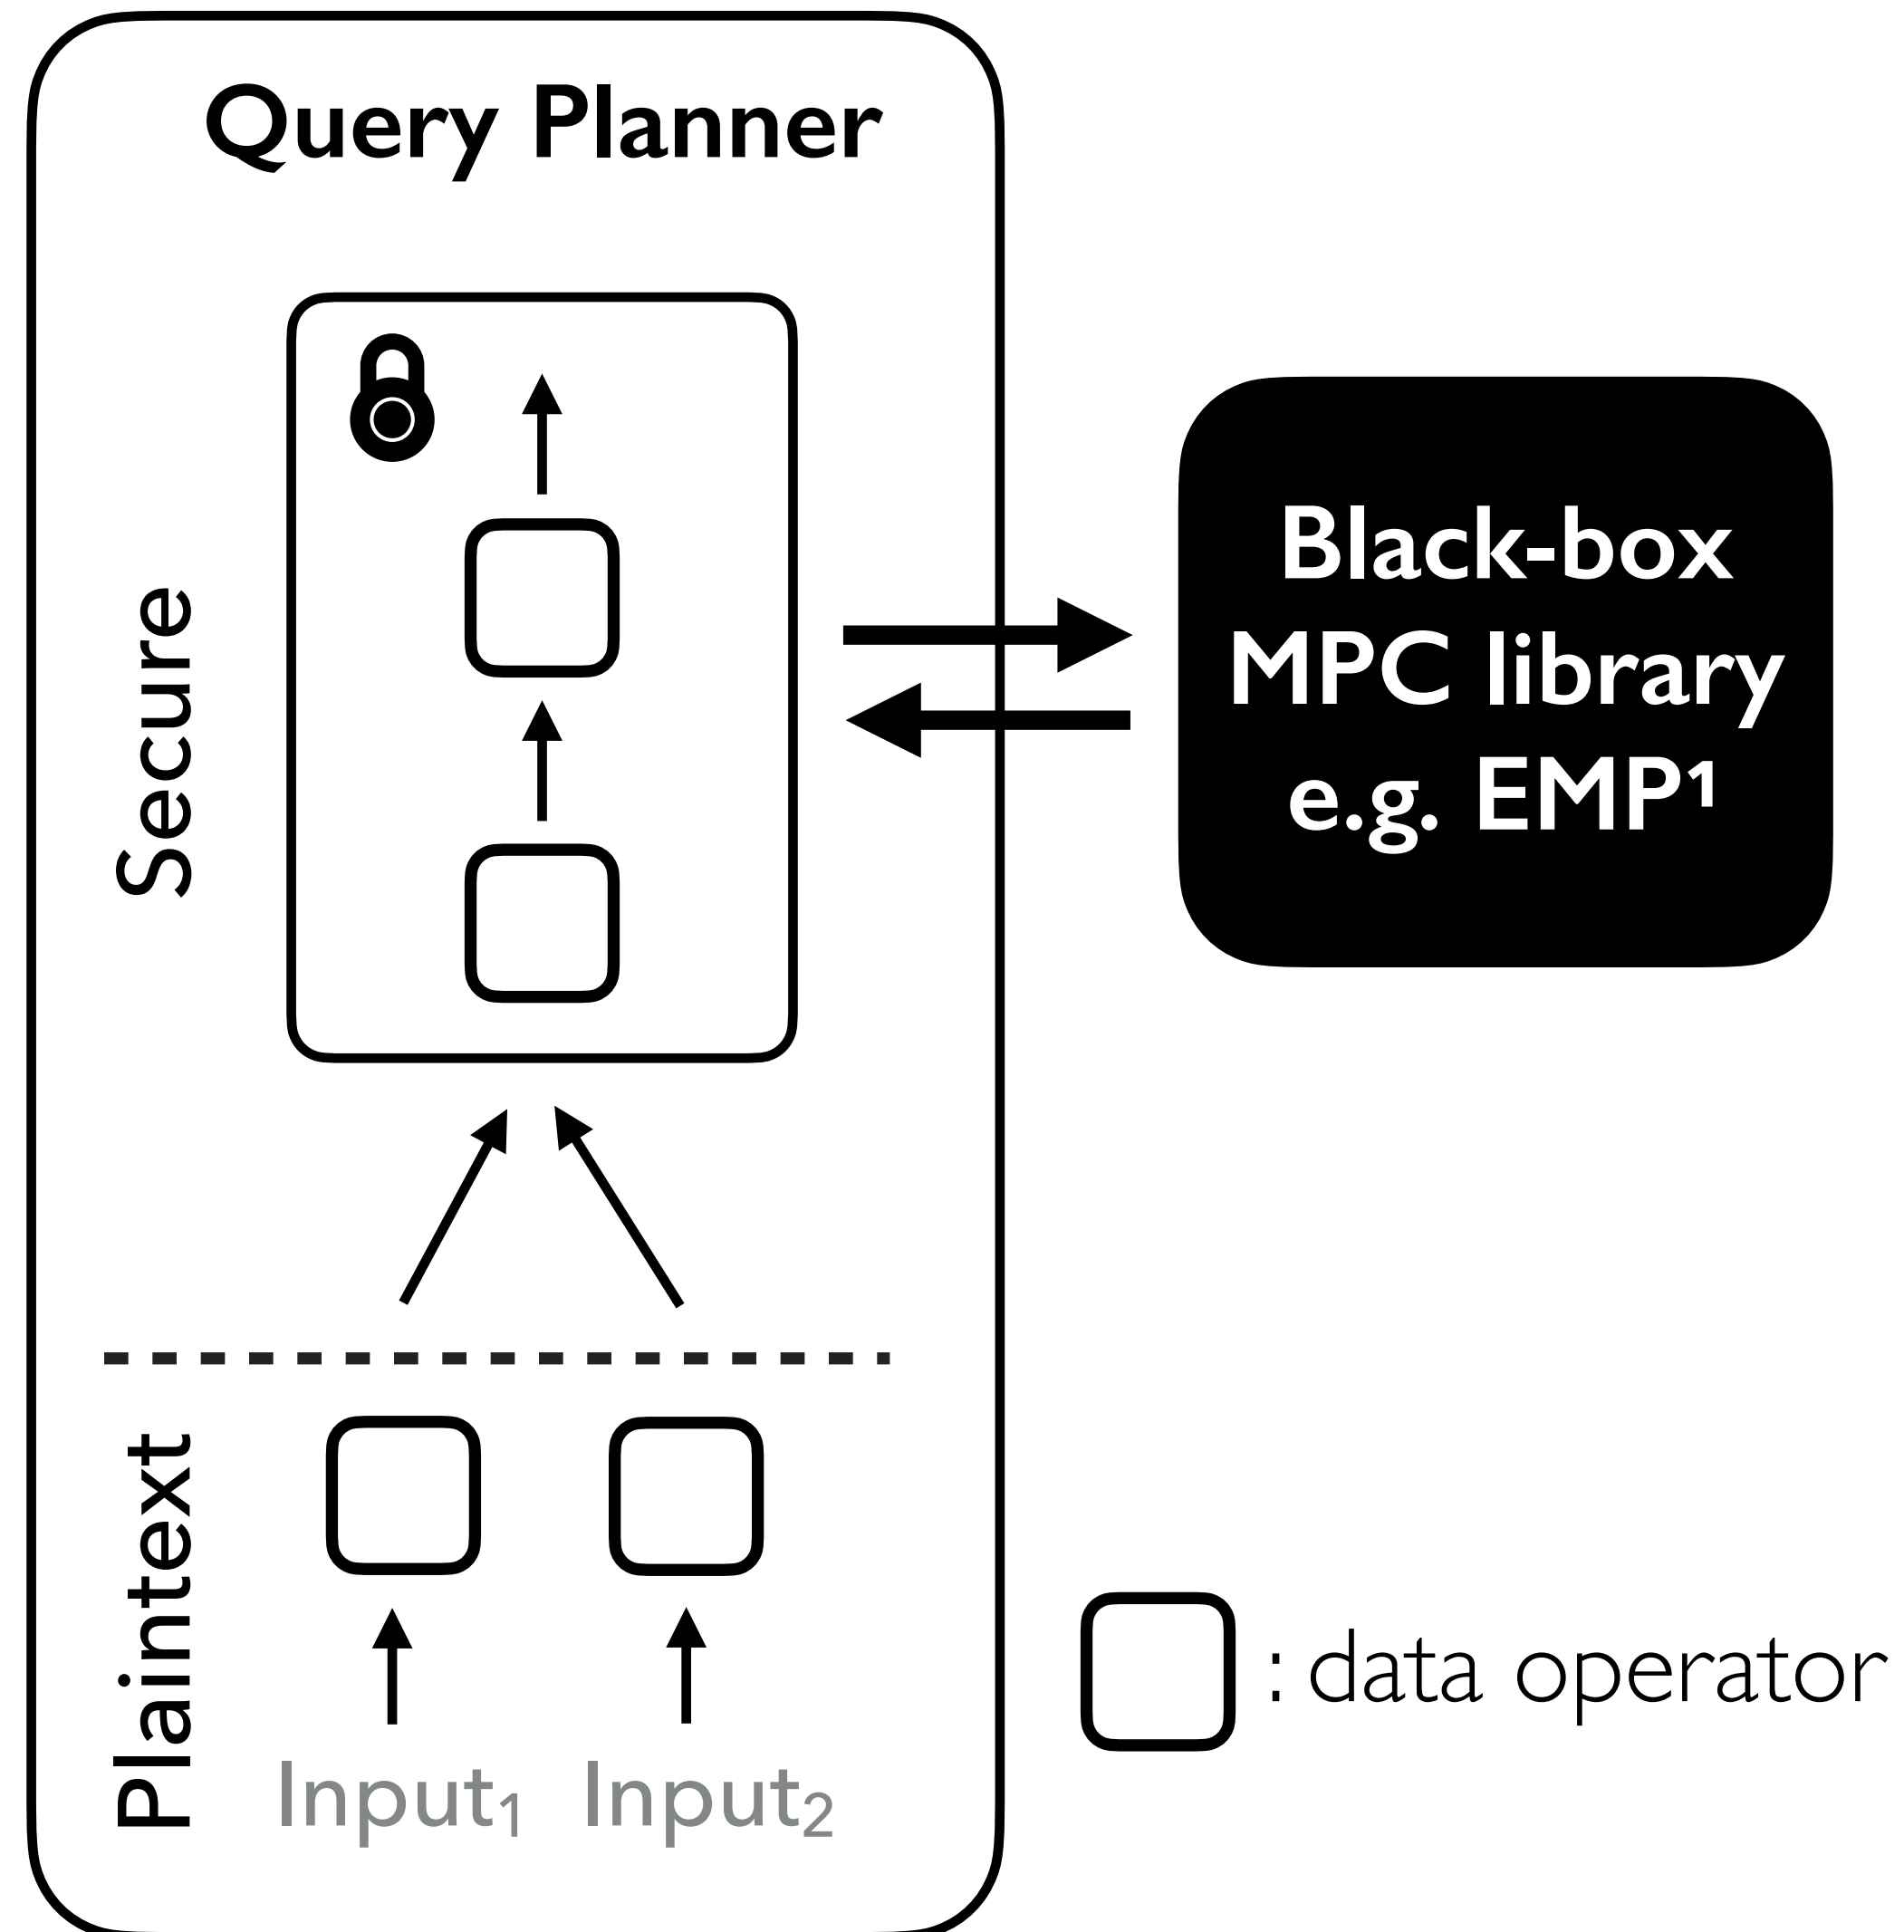 Query Planner
Secure
Black-box
MPC library
e.g. EMP¹
Plaintext
Input₁ Input₂
: data operator